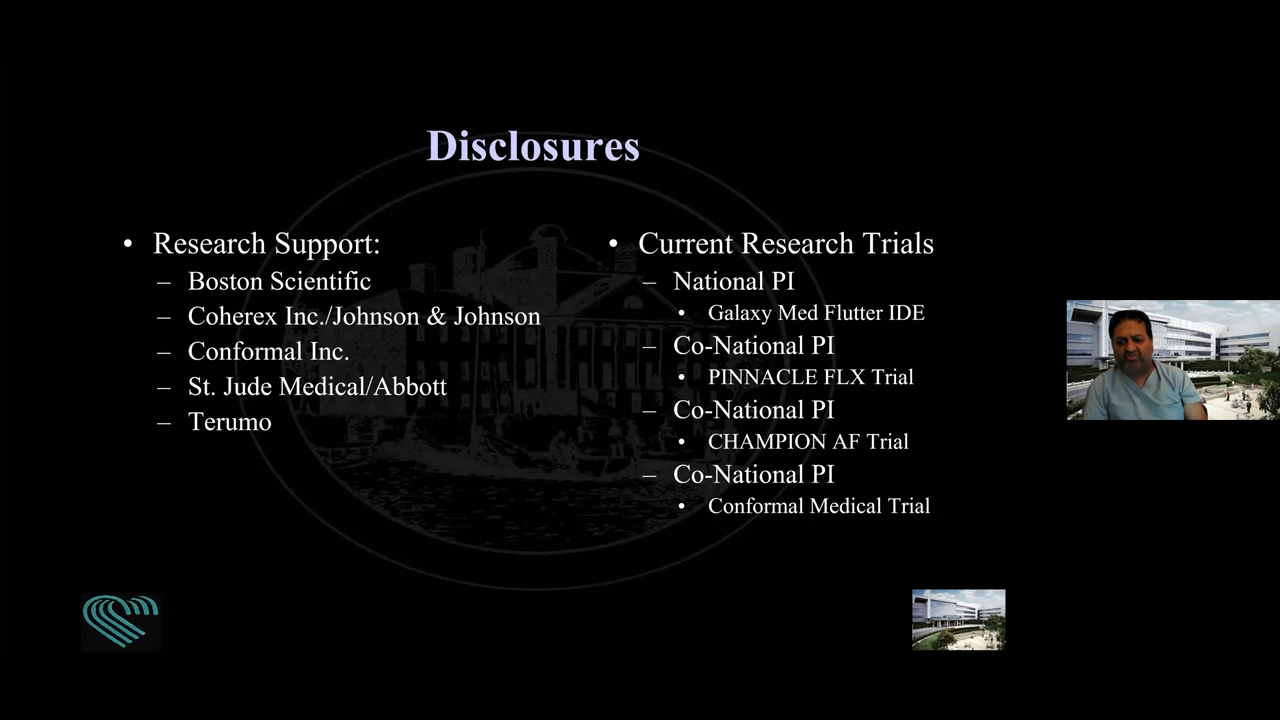 Disclosures
• Research Support:
– Boston Scientific
– Coherex Inc./Johnson & Johnson
– Conformal Inc.
– St. Jude Medical/Abbott
– Terumo
• Current Research Trials
– National PI
• Galaxy Med Flutter IDE
– Co-National PI
• PINNACLE FLX Trial
– Co-National PI
• CHAMPION AF Trial
– Co-National PI
• Conformal Medical Trial